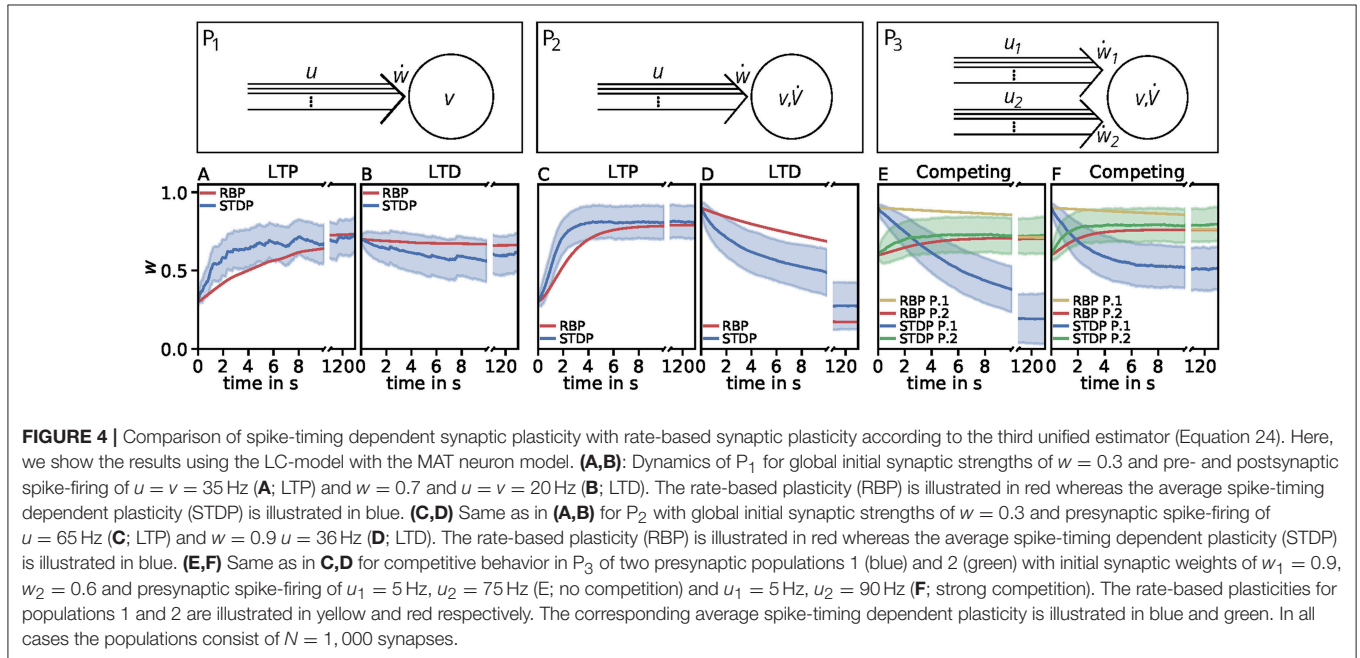 P1
u
ẇ
v
P2
u
ẇ
v,V̇
P3
u1
u2
ẇ1
ẇ2
v,V̇
A LTP
B LTD
C LTP
D LTD
E Competing
F Competing
w
1.0
0.5
0.0
RBP
STDP
RBP
STDP
RBP
STDP
RBP
STDP
RBP P.1
RBP P.2
STDP P.1
STDP P.2
RBP P.1
RBP P.2
STDP P.1
STDP P.2
0 2 4 6 8 1200 2 4 6 8 120
time in s time in s
0 2 4 6 8 1200 2 4 6 8 120
time in s time in s
0 2 4 6 8 1200 2 4 6 8 120
time in s time in s
FIGURE 4 | Comparison of spike-timing dependent synaptic plasticity with rate-based synaptic plasticity according to the third unified estimator (Equation 24). Here,
we show the results using the LC-model with the MAT neuron model. (A,B): Dynamics of P1 for global initial synaptic strengths of w = 0.3 and pre- and postsynaptic
spike-firing of u = v = 35 Hz (A; LTP) and w = 0.7 and u = v = 20 Hz (B; LTD). The rate-based plasticity (RBP) is illustrated in red whereas the average spike-timing
dependent plasticity (STDP) is illustrated in blue. (C,D) Same as in (A,B) for P2 with global initial synaptic strengths of w = 0.3 and presynaptic spike-firing of
u = 65 Hz (C; LTP) and w = 0.9 u = 36 Hz (D; LTD). The rate-based plasticity (RBP) is illustrated in red whereas the average spike-timing dependent plasticity (STDP)
is illustrated in blue. (E,F) Same as in C,D for competitive behavior in P3 of two presynaptic populations 1 (blue) and 2 (green) with initial synaptic weights of w1 = 0.9,
w2 = 0.6 and presynaptic spike-firing of u1 = 5 Hz, u2 = 75 Hz (E; no competition) and u1 = 5 Hz, u2 = 90 Hz (F; strong competition). The rate-based plasticities for
populations 1 and 2 are illustrated in yellow and red respectively. The corresponding average spike-timing dependent plasticity is illustrated in blue and green. In all
cases the populations consist of N = 1, 000 synapses.